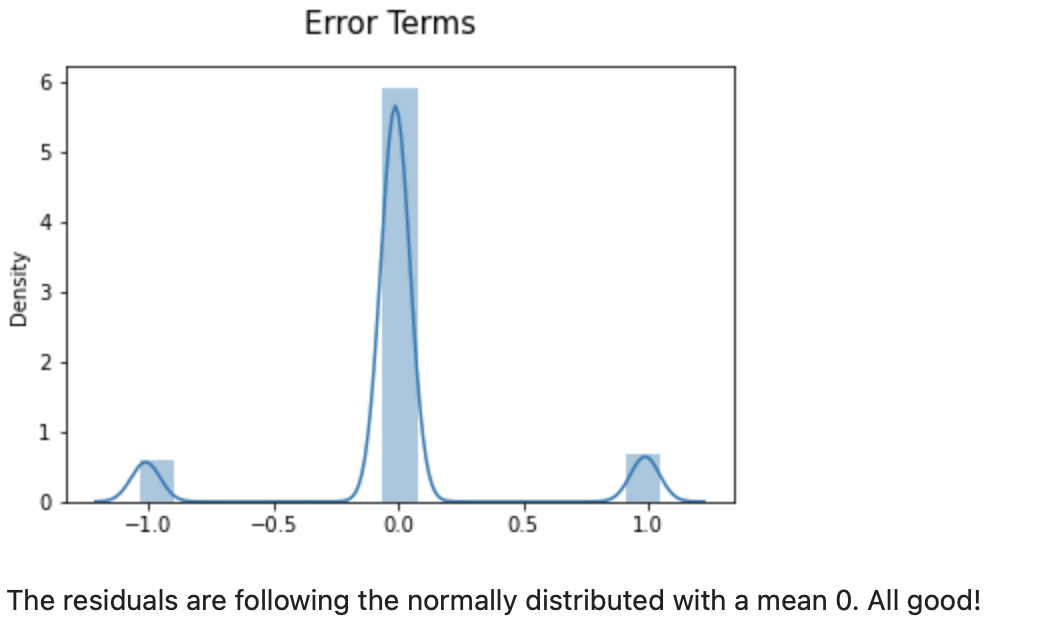 Error Terms
6
5
4
3
2
1
0
Density
−1.0 −0.5 0.0 0.5 1.0
The residuals are following the normally distributed with a mean 0. All good!